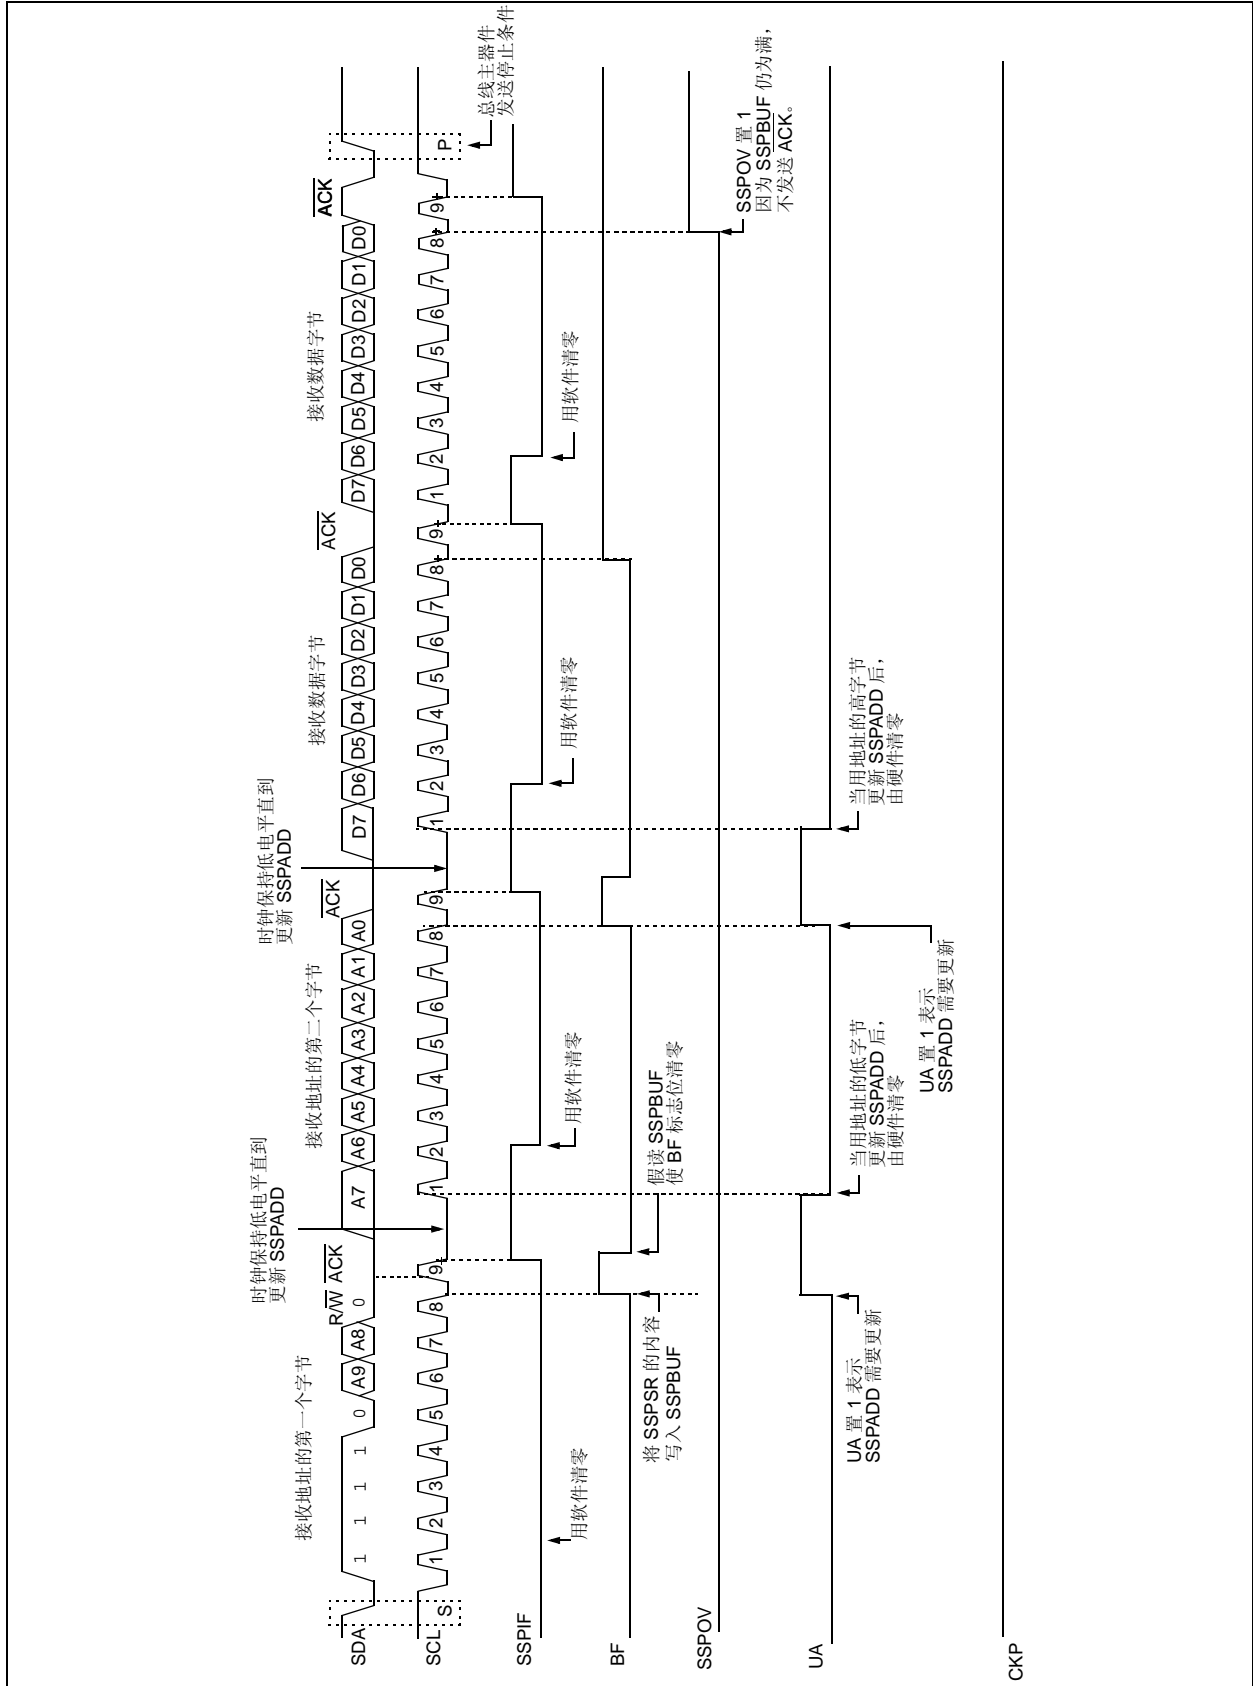 时钟保持低电平直到
更新 SSPADD
时钟保持低电平直到
更新 SSPADD
接收地址的第一个字节
R/W ACK
接收地址的第二个字节
ACK
接收数据字节
ACK
接收数据字节
ACK
SDA 1 1 1 1 0 A9 A8 0 A7 A6 A5 A4 A3 A2 A1 A0 D7 D6 D5 D4 D3 D2 D1 D0 D7 D6 D5 D4 D3 D2 D1 D0
SCL S 1 2 3 4 5 6 7 8 9 1 2 3 4 5 6 7 8 9 1 2 3 4 5 6 7 8 9 1 2 3 4 5 6 7 8 9 P
总线主器件
发送停止条件
SSPIF
用软件清零
用软件清零
用软件清零
用软件清零
BF
将 SSPSR 的内容
写入 SSPBUF
假读 SSPBUF
使 BF 标志位清零
SSPOV
SSPOV 置 1
因为 SSPBUF 仍为满，
不发送 ACK。
UA
UA 置 1 表示
SSPADD 需要更新
当用地址的低字节
更新 SSPADD 后，
由硬件清零
UA 置 1 表示
SSPADD 需要更新
当用地址的高字节
更新 SSPADD 后，
由硬件清零
CKP